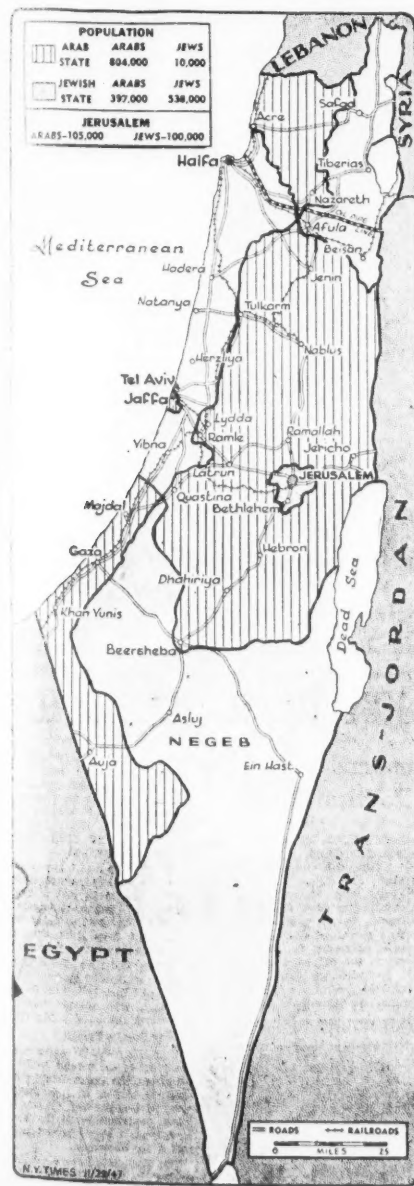 POPULATION
ARAB STATE ARABS 804,000 JEWS 10,000
JEWISH STATE ARABS 397,000 JEWS 538,000
JERUSALEM
ARABS-105,000 JEWS-100,000
LEBANON
SYRIA
Safad
Acre
Haifa
Tiberias
Nazareth
Afula
Beisan
Mediterranean
Sea
Hadera
Jenin
Natanya
Tulkarm
Nablus
Herzliya
Tel Aviv
Jaffa
Lydda
Ramle
Ramallah
Yibna
Jericho
Latrun
JERUSALEM
Quastina
Bethlehem
Majdal
Gaza
Hebron
Dhahiriya
Dead Sea
Khan Yunis
Beersheba
TRANS-JORDAN
Asluj
NEGEB
Auja
Ein Hast
EGYPT
ROADS RAILROADS
0 MILES 25
N.Y. TIMES 11/29/47